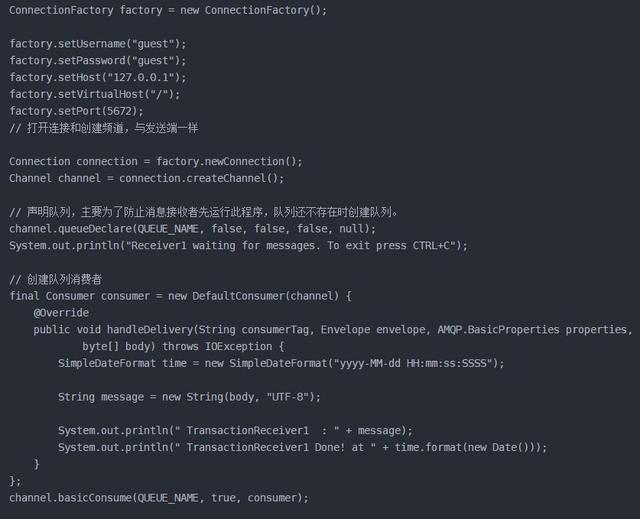 ConnectionFactory factory = new ConnectionFactory();
factory.setUsername("guest");
factory.setPassword("guest");
factory.setHost("127.0.0.1");
factory.setVirtualHost("/");
factory.setPort(5672);
// 打开连接和创建频道，与发送端一样
Connection connection = factory.newConnection();
Channel channel = connection.createChannel();
// 声明队列，主要为了防止消息接收者先运行此程序，队列还不存在时创建队列。
channel.queueDeclare(QUEUE_NAME, false, false, false, null);
System.out.println("Receiver1 waiting for messages. To exit press CTRL+C");
// 创建队列消费者
final Consumer consumer = new DefaultConsumer(channel) {
    @Override
    public void handleDelivery(String consumerTag, Envelope envelope, AMQP.BasicProperties properties,
            byte[] body) throws IOException {
        SimpleDateFormat time = new SimpleDateFormat("yyyy-MM-dd HH:mm:ss:SSSS");
        String message = new String(body, "UTF-8");
        System.out.println(" TransactionReceiver1  : " + message);
        System.out.println(" TransactionReceiver1 Done! at " + time.format(new Date()));
    }
};
channel.basicConsume(QUEUE_NAME, true, consumer);